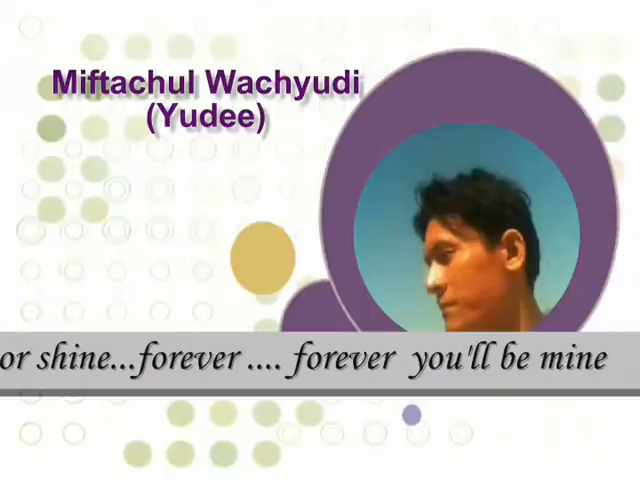 Miftachul Wachyudi
(Yudee)
or shine...forever .... forever you'll be mine